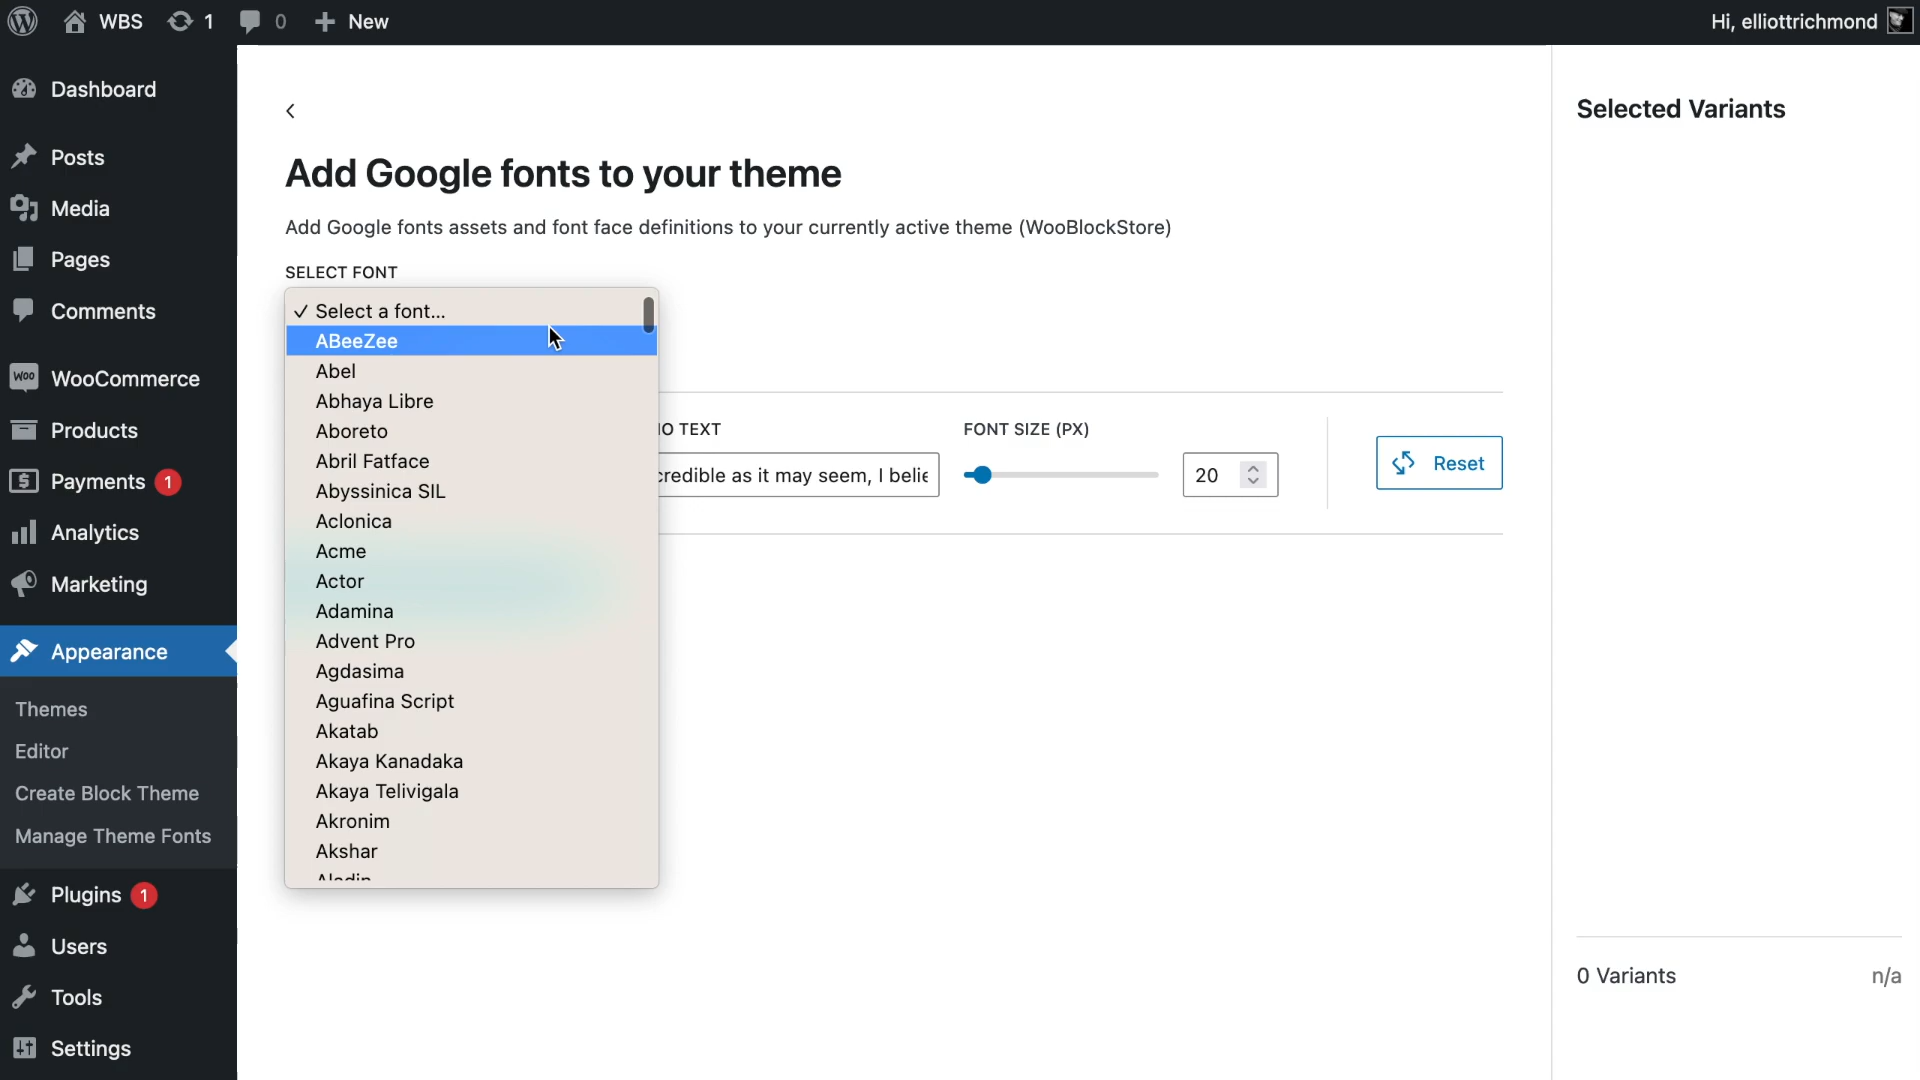 WBS 1 0 New
Hi, elliottrichmond
Dashboard
Posts
Media
Pages
Comments
WooCommerce
Products
Payments 1
Analytics
Marketing
Appearance
Themes
Editor
Create Block Theme
Manage Theme Fonts
Plugins 1
Users
Tools
Settings
Add Google fonts to your theme
Add Google fonts assets and font face definitions to your currently active theme (WooBlockStore)
SELECT FONT
Select a font...
ABeeZee
Abel
Abhaya Libre
Aboreto
Abril Fatface
Abyssinica SIL
Aclonica
Acme
Actor
Adamina
Advent Pro
Agdasima
Aguafina Script
Akatab
Akaya Kanadaka
Akaya Telivigala
Akronim
Akshar
TEXT
as it may seem, I
FONT SIZE (PX)
20
Reset
Selected Variants
0 Variants
n/a